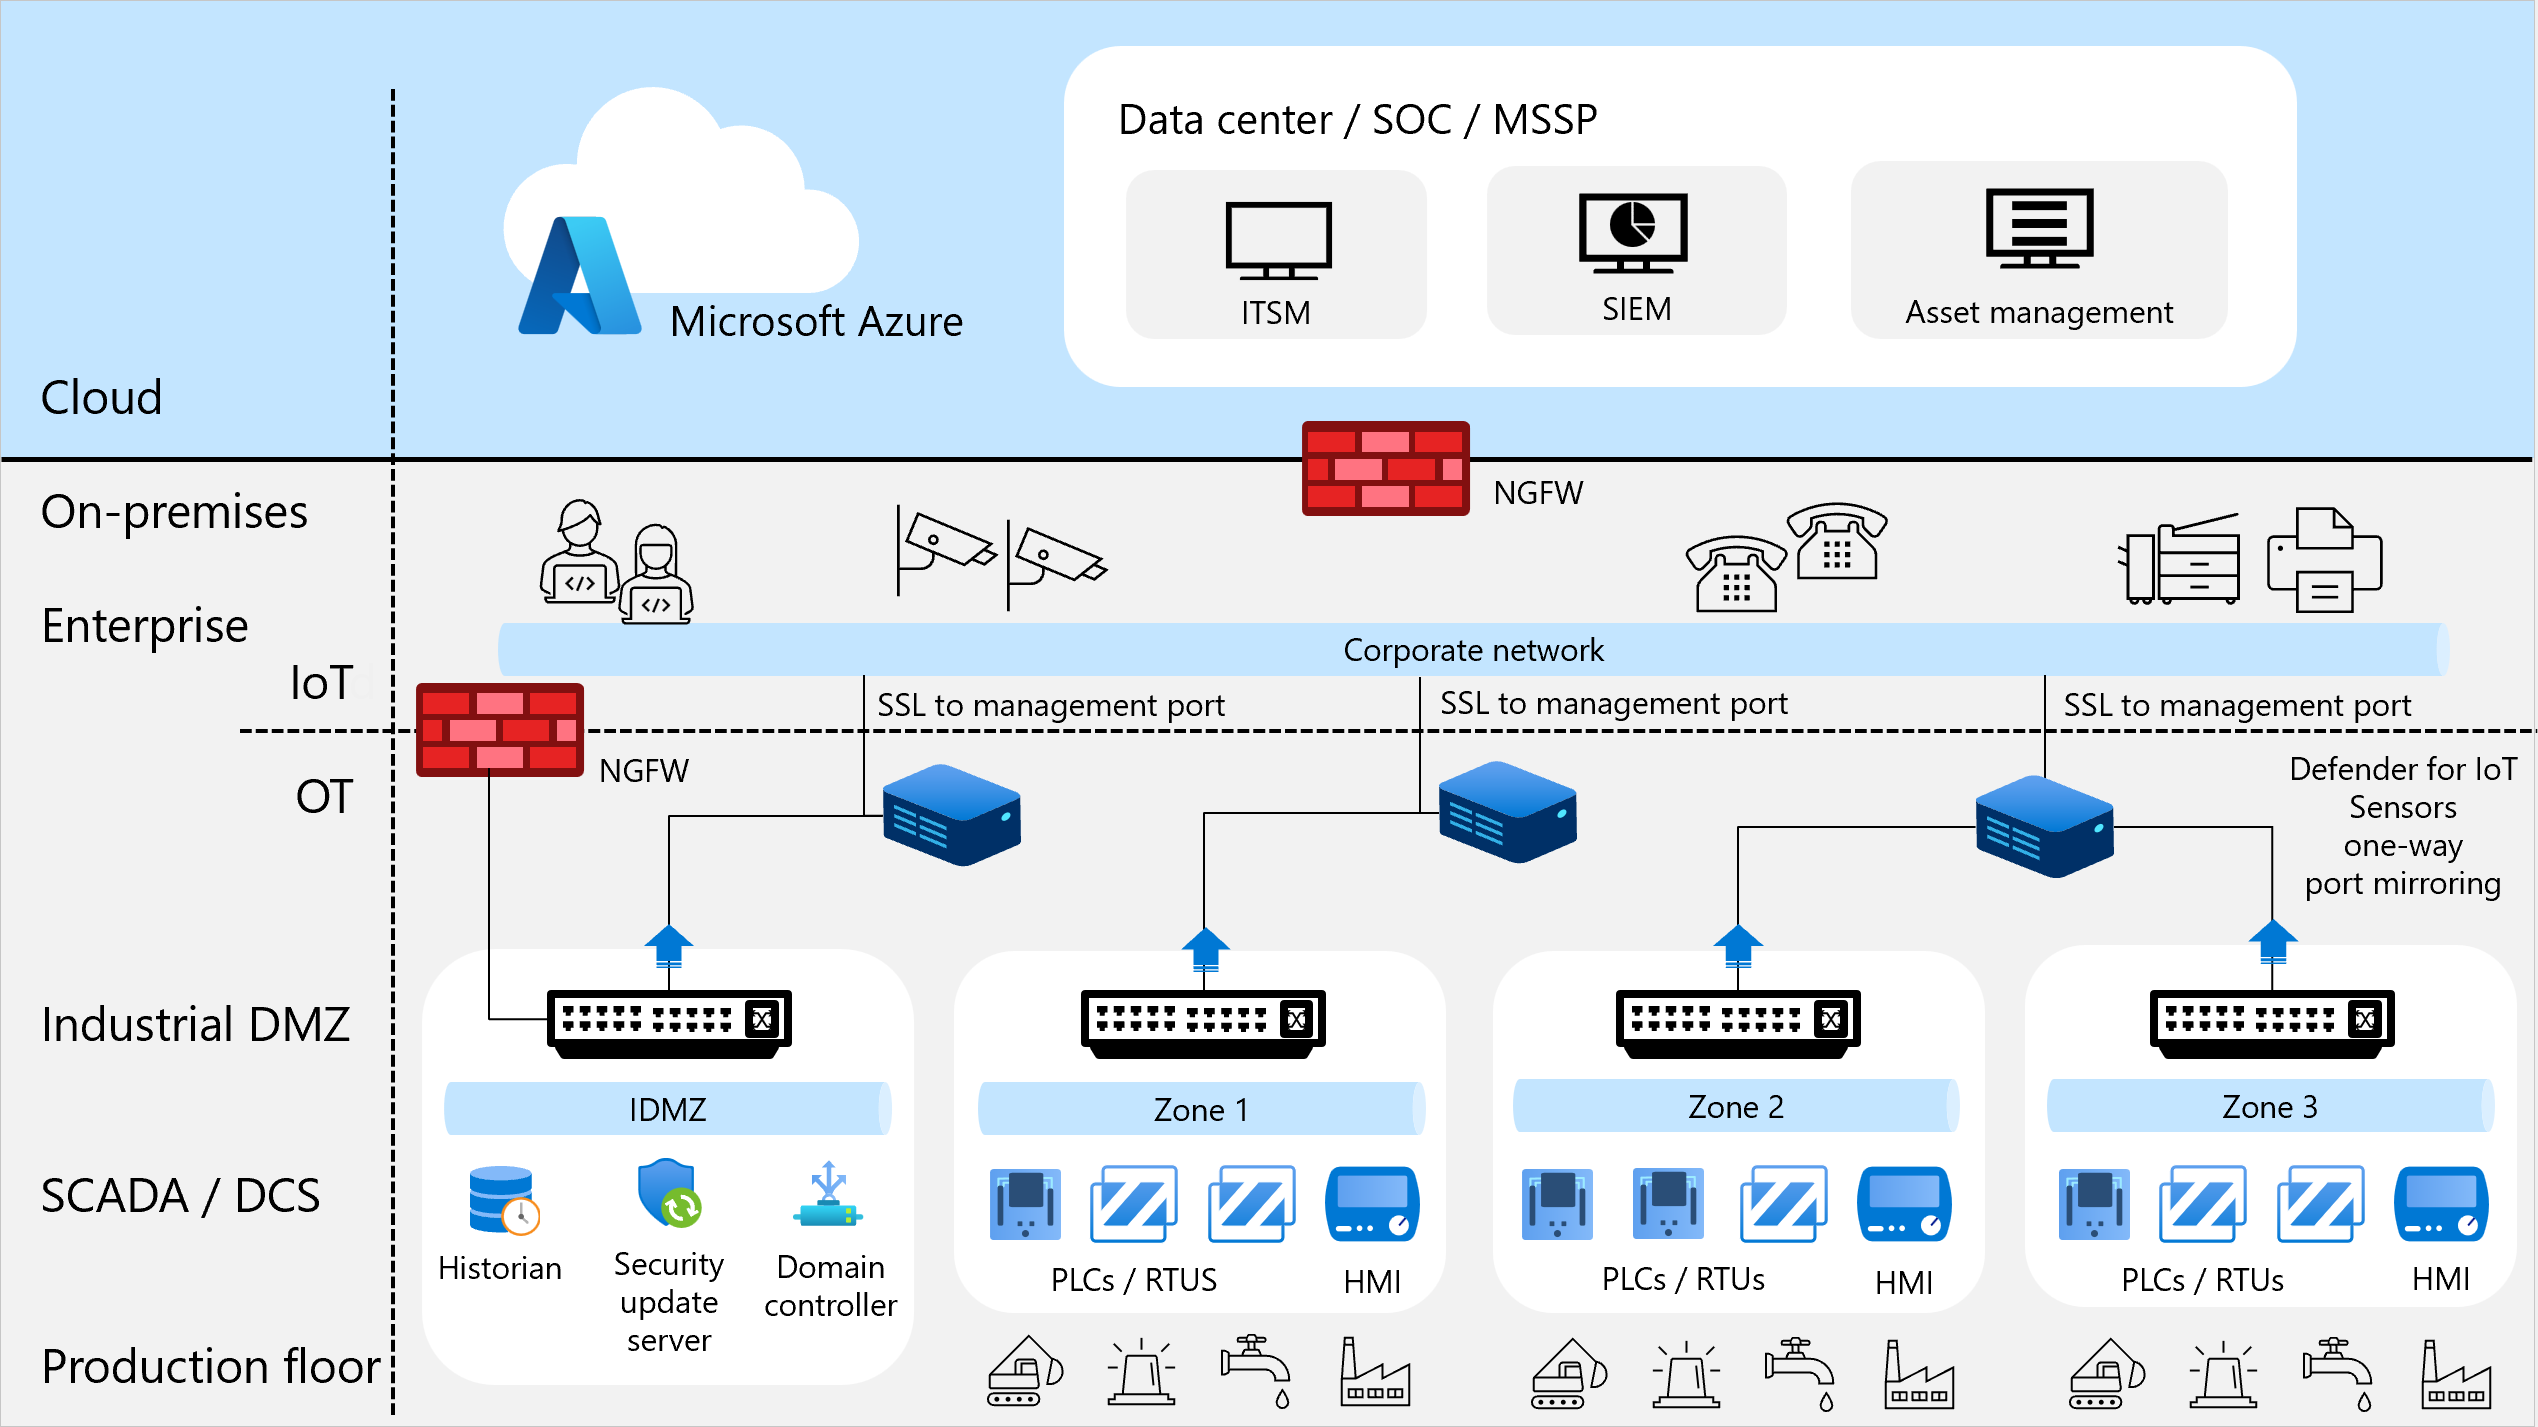 Data center / SOC / MSSP
ITSM
SIEM
Asset management
Microsoft Azure
Cloud
NGFW
On-premises
Enterprise
Corporate network
IoT
SSL to management port
SSL to management port
SSL to management port
NGFW
OT
Defender for IoT
Sensors
one-way
port mirroring
Industrial DMZ
IDMZ
Zone 1
Zone 2
Zone 3
SCADA / DCS
Historian
Security
update
server
Domain
controller
PLCs / RTUS
HMI
PLCs / RTUs
HMI
PLCs / RTUs
HMI
Production floor